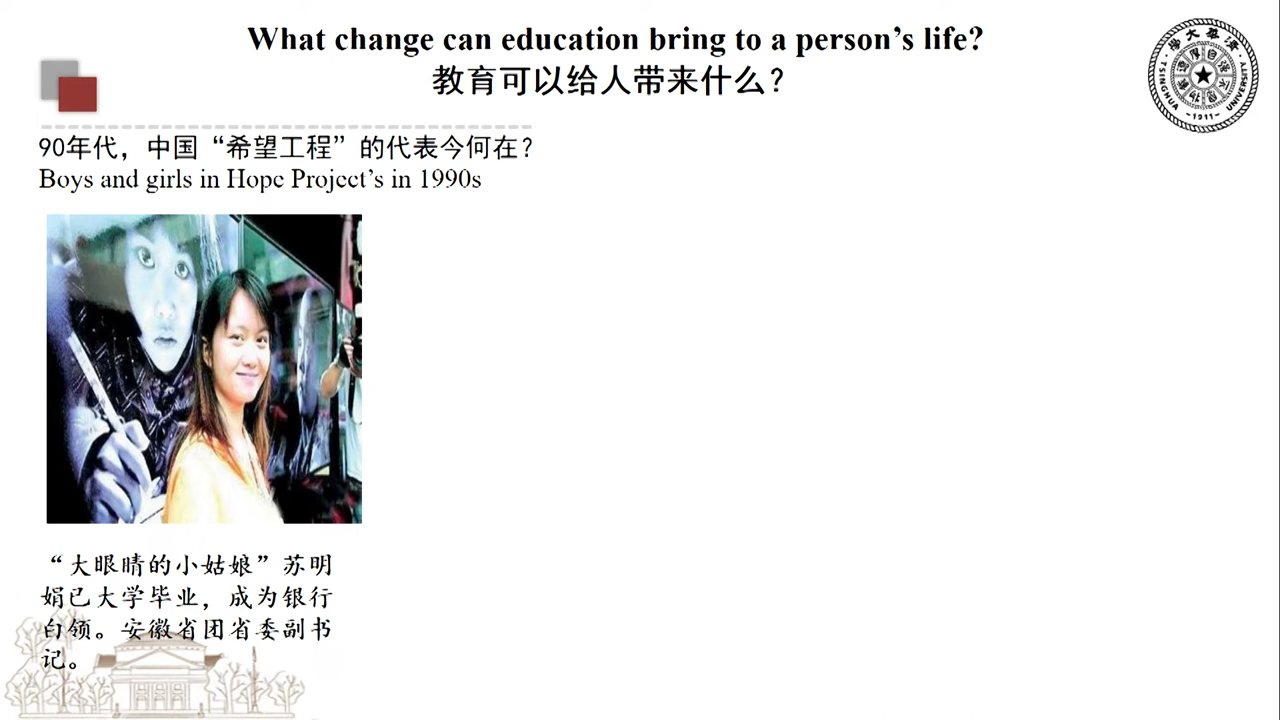 What change can education bring to a person’s life?
教育可以给人带来什么？
90年代，中国“希望工程”的代表今何在？
Boys and girls in Hope Project’s in 1990s
“大眼睛的小姑娘”苏明
娟已大学毕业，成为银行
白领。安徽省团省委副书
记。
TSINGHUA UNIVERSITY
-1911-